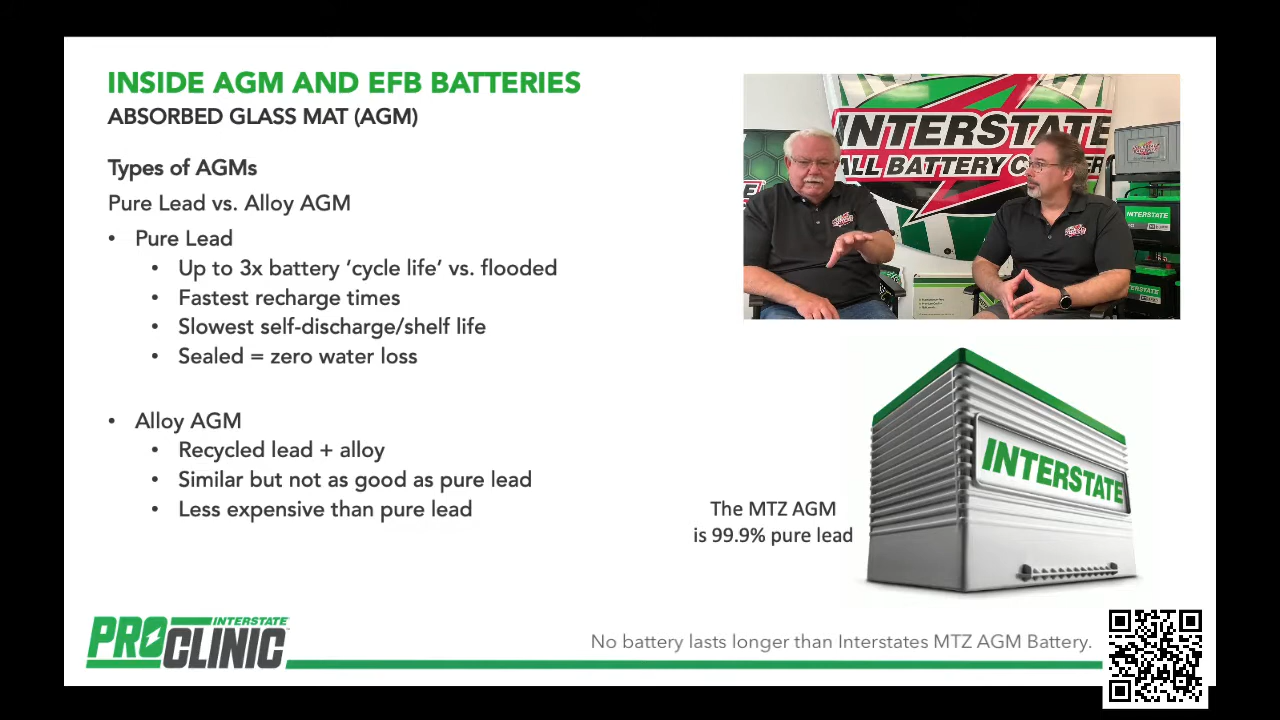 INSIDE AGM AND EFB BATTERIES
ABSORBED GLASS MAT (AGM)
Types of AGMs
Pure Lead vs. Alloy AGM
• Pure Lead
• Up to 3x battery ‘cycle life’ vs. flooded
• Fastest recharge times
• Slowest self-discharge/shelf life
• Sealed = zero water loss
• Alloy AGM
• Recycled lead + alloy
• Similar but not as good as pure lead
• Less expensive than pure lead
INTERSTATE
ALL BATTERY
INTERSTATE
INTERSTATE
INTERSTATE
The MTZ AGM
is 99.9% pure lead
INTERSTATE
PROCLINIC
No battery lasts longer than Interstates MTZ AGM Battery.